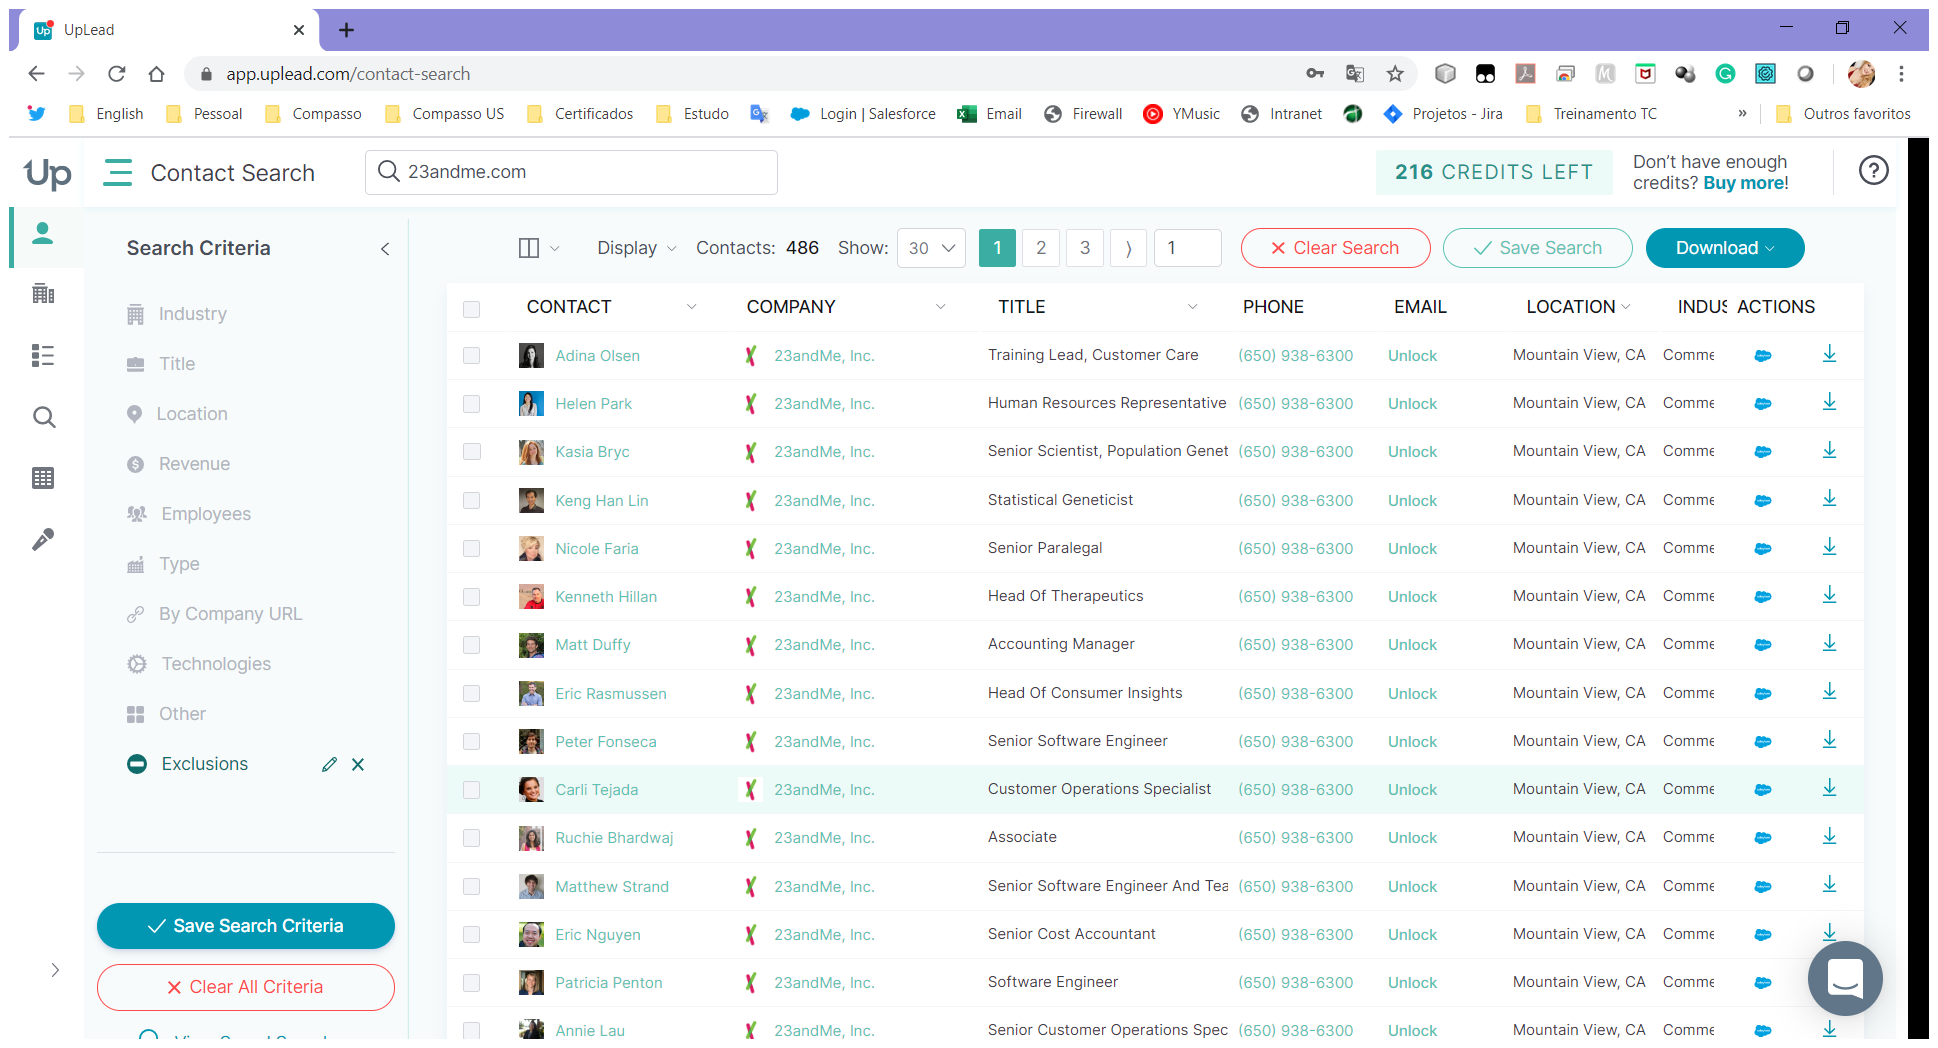 UpLead
app.uplead.com/contact-search
English Pessoal Compasso Compasso US Certificados Estudo Login | Salesforce Email Firewall YMusic Intranet Projetos - Jira Treinamento TC » Outros favoritos
Up Contact Search 23andme.com 216 CREDITS LEFT Don't have enough
credits? Buy more!
Search Criteria Display Contacts: 486 Show: 30 1 2 3 ⟩ 1 Clear Search Save Search Download
Industry
Title
Location
Revenue
Employees
Type
By Company URL
Technologies
Other
Exclusions
Save Search Criteria
Clear All Criteria
CONTACT COMPANY TITLE PHONE EMAIL LOCATION INDUS ACTIONS
Adina Olsen 23andMe, Inc. Training Lead, Customer Care (650) 938-6300 Unlock Mountain View, CA Comme
Helen Park 23andMe, Inc. Human Resources Representative (650) 938-6300 Unlock Mountain View, CA Comme
Kasia Bryc 23andMe, Inc. Senior Scientist, Population Genet (650) 938-6300 Unlock Mountain View, CA Comme
Keng Han Lin 23andMe, Inc. Statistical Geneticist (650) 938-6300 Unlock Mountain View, CA Comme
Nicole Faria 23andMe, Inc. Senior Paralegal (650) 938-6300 Unlock Mountain View, CA Comme
Kenneth Hillan 23andMe, Inc. Head Of Therapeutics (650) 938-6300 Unlock Mountain View, CA Comme
Matt Duffy 23andMe, Inc. Accounting Manager (650) 938-6300 Unlock Mountain View, CA Comme
Eric Rasmussen 23andMe, Inc. Head Of Consumer Insights (650) 938-6300 Unlock Mountain View, CA Comme
Peter Fonseca 23andMe, Inc. Senior Software Engineer (650) 938-6300 Unlock Mountain View, CA Comme
Carli Tejada 23andMe, Inc. Customer Operations Specialist (650) 938-6300 Unlock Mountain View, CA Comme
Ruchie Bhardwaj 23andMe, Inc. Associate (650) 938-6300 Unlock Mountain View, CA Comme
Matthew Strand 23andMe, Inc. Senior Software Engineer And Tea (650) 938-6300 Unlock Mountain View, CA Comme
Eric Nguyen 23andMe, Inc. Senior Cost Accountant (650) 938-6300 Unlock Mountain View, CA Comme
Patricia Penton 23andMe, Inc. Software Engineer (650) 938-6300 Unlock Mountain View, CA Comme
Annie Lau 23andMe, Inc. Senior Customer Operations Spec (650) 938-6300 Unlock Mountain View, CA Comme